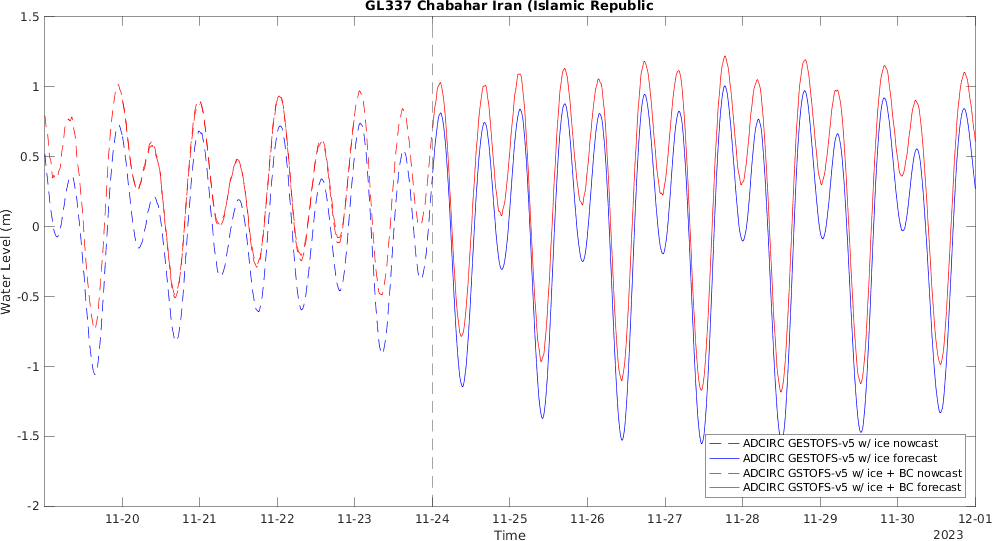 GL337 Chabahar Iran (Islamic Republic
1.5
1
0.5
0
-0.5
-1
-1.5
-2
Water Level (m)
ADCIRC GESTOFS-v5 w/ ice nowcast
ADCIRC GESTOFS-v5 w/ ice forecast
ADCIRC GSTOFS-v5 w/ ice + BC nowcast
ADCIRC GSTOFS-v5 w/ ice + BC forecast
11-20 11-21 11-22 11-23 11-24 11-25 11-26 11-27 11-28 11-29 11-30 12-01
Time
2023